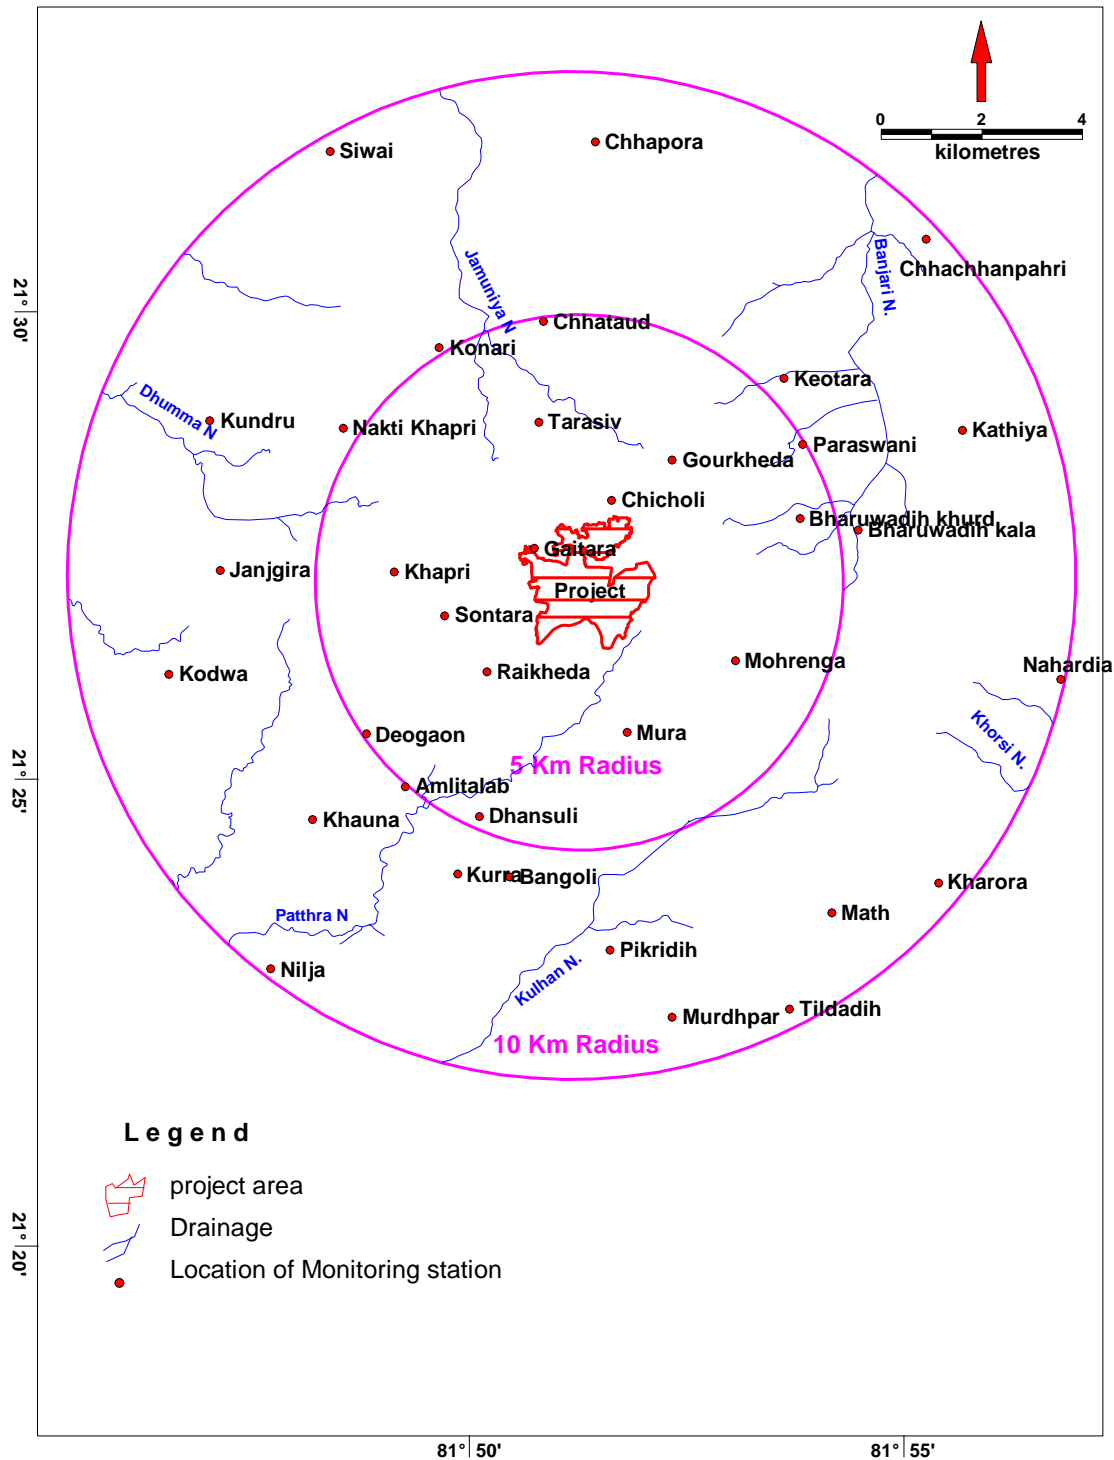 0 2 4
kilometres
Siwai
Chhapora
Chhachhanpahri
Banjari N.
Jamuniya N
21° 30'
Chhataud
Konari
Keotara
Dhumma N
Kundru
Nakti Khapri
Tarasiv
Kathiya
Paraswani
Gourkheda
Chicholi
Bharuwadih khurd
Bharuwadih kala
Gaitara
Janjgira
Khapri
Project
Sontara
Mohrenga
Nahardia
Kodwa
Raikheda
Khorsi N.
Deogaon
Mura
5 Km Radius
21° 25'
Amlitalab
Khauna
Dhansuli
Kurra
Bangoli
Kharora
Patthra N
Math
Pikridih
Nilja
Kulhan N.
Tildadih
Murdhpar
10 Km Radius
Legend
project area
Drainage
21° 20'
Location of Monitoring station
81° 50'
81° 55'